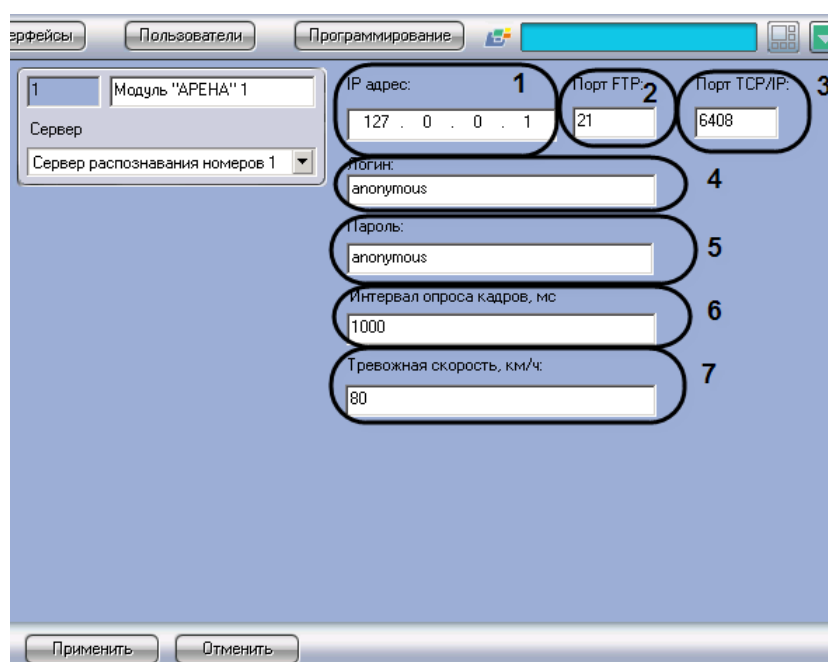 ерфейсы Пользователи Программирование
1 Модуль "АРЕНА" 1
Сервер
Сервер распознавания номеров 1
IP адрес: 1 Порт FTP: 2 Порт TCP/IP: 3
127 . 0 . 0 . 1 21 6408
Логин: 4
anonymous
Пароль: 5
anonymous
Интервал опроса кадров, мс 6
1000
Тревожная скорость, км/ч: 7
80
Применить Отменить